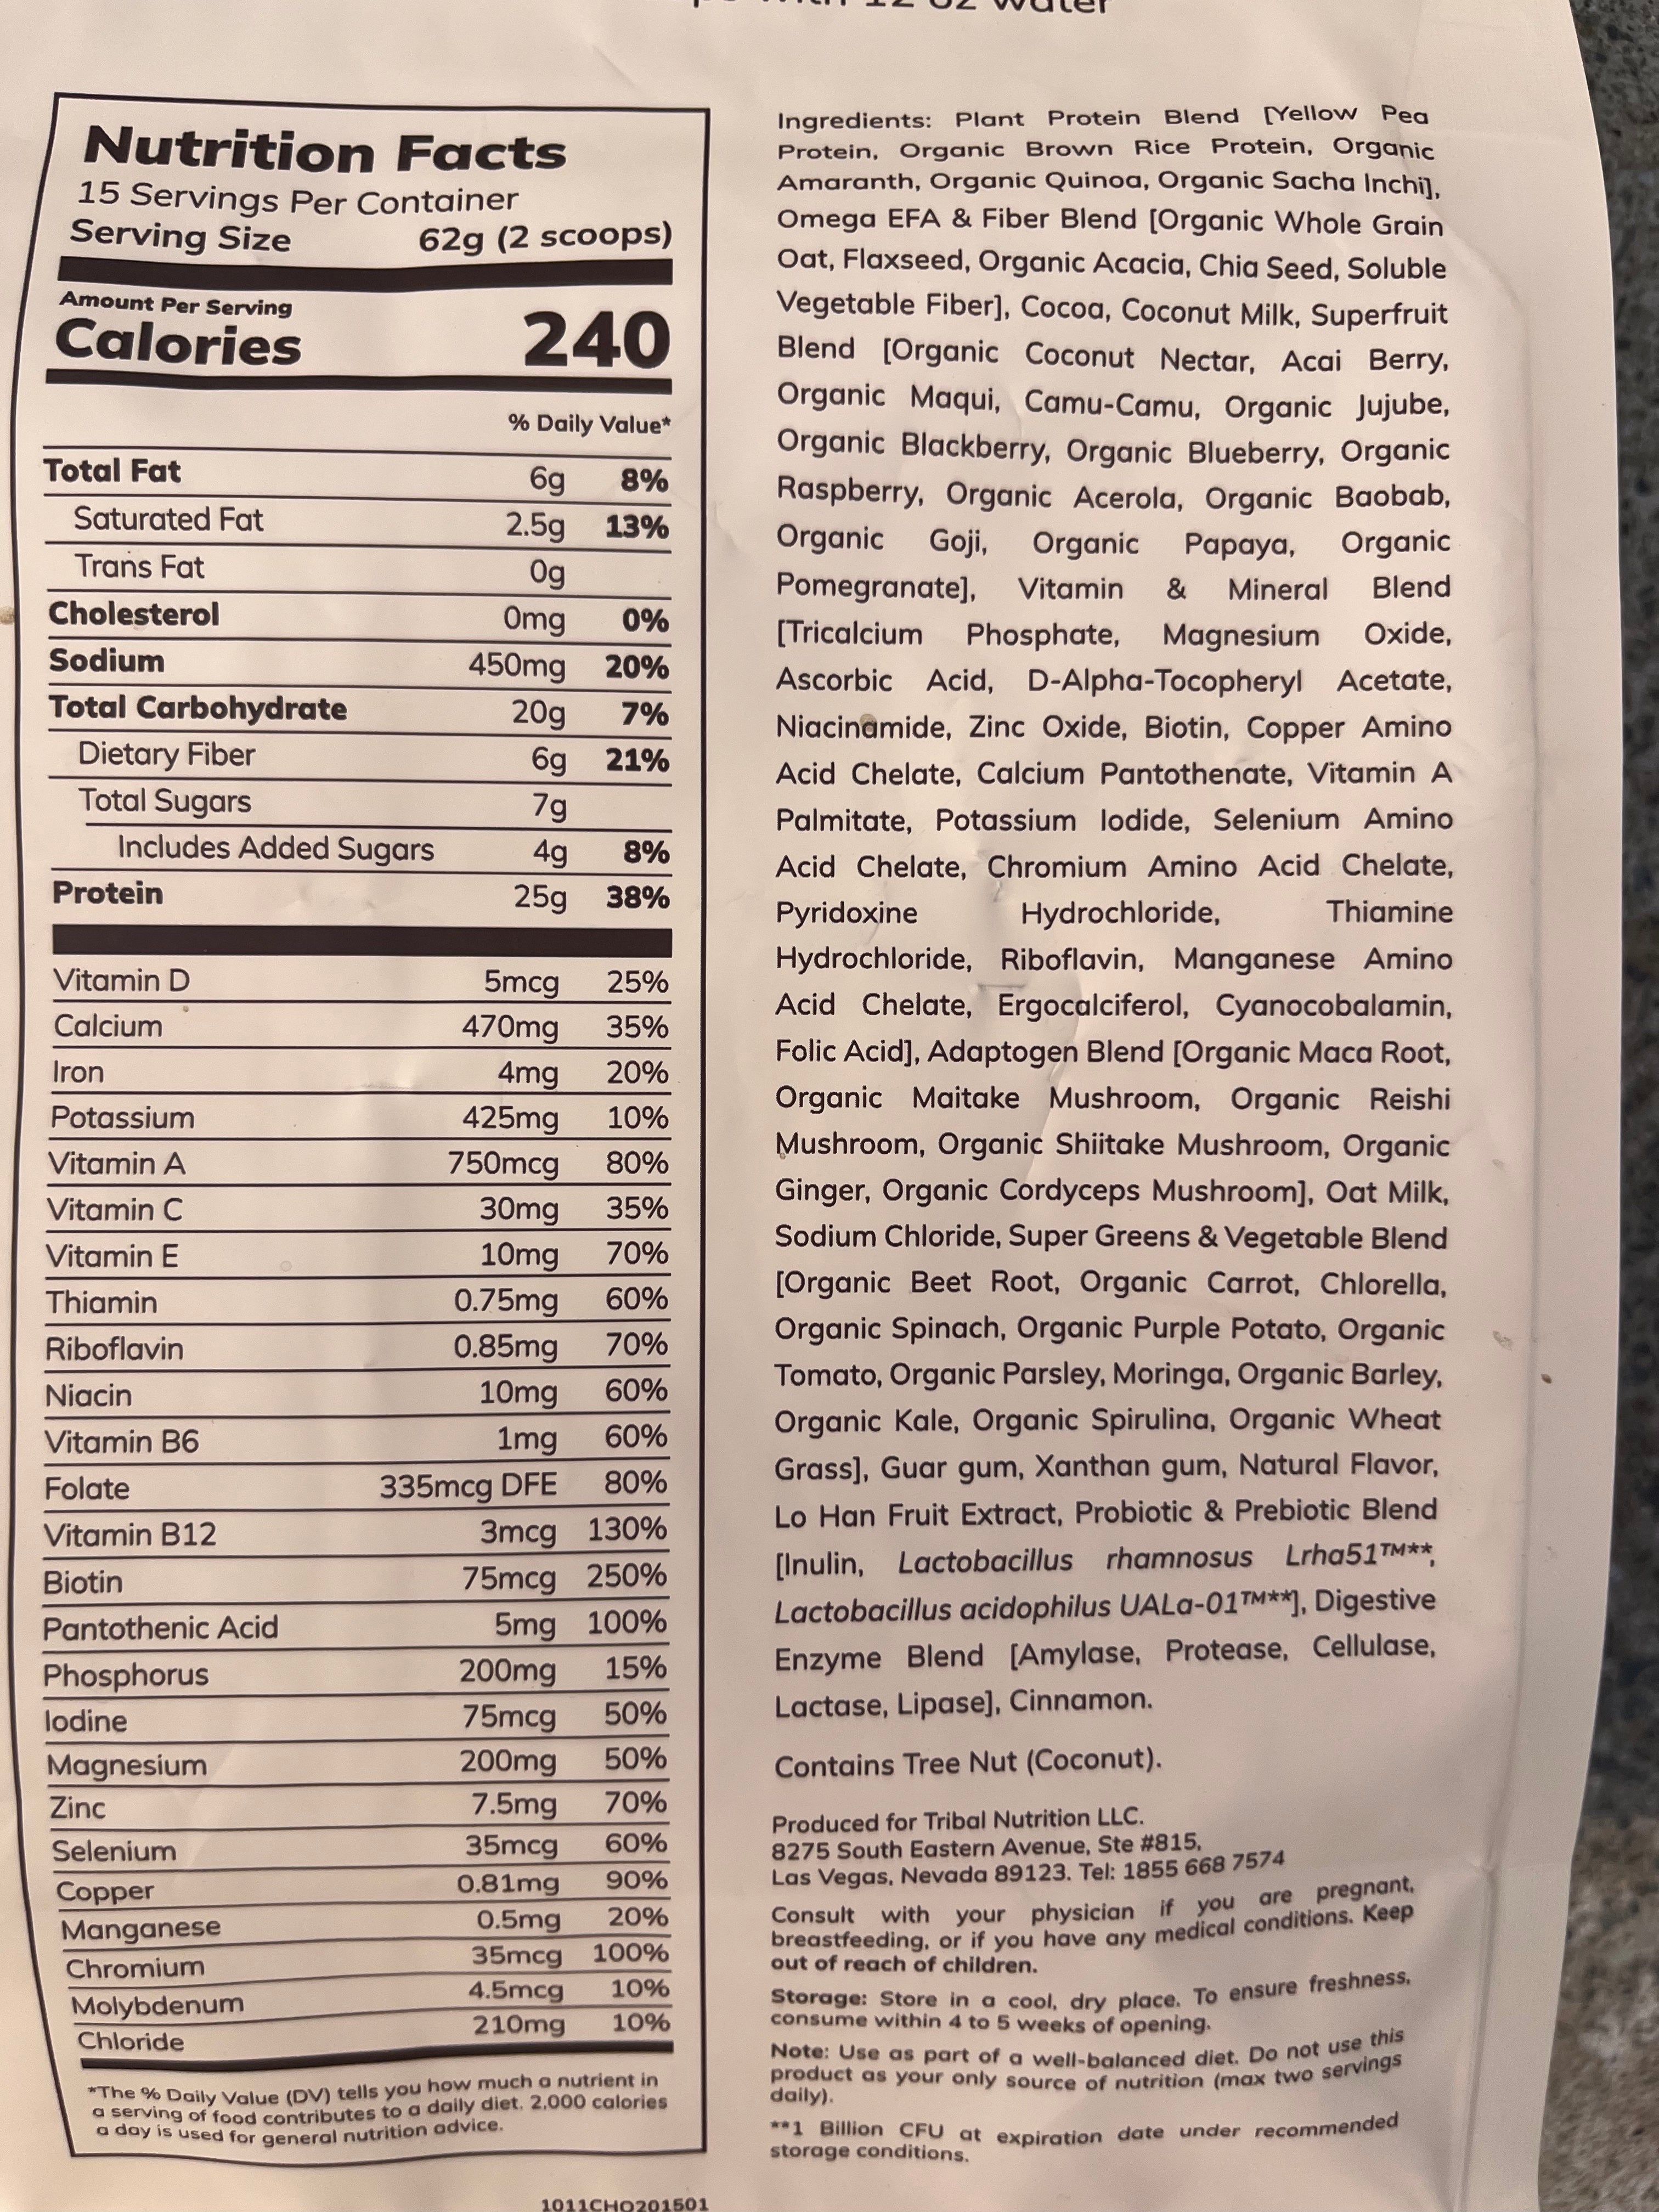 with 12 oz water
Nutrition Facts
15 Servings Per Container
Serving Size 62g (2 scoops)
Amount Per Serving
Calories 240
% Daily Value*
Total Fat 6g 8%
Saturated Fat 2.5g 13%
Trans Fat 0g
Cholesterol 0mg 0%
Sodium 450mg 20%
Total Carbohydrate 20g 7%
Dietary Fiber 6g 21%
Total Sugars 7g
Includes Added Sugars 4g 8%
Protein 25g 38%
Vitamin D 5mcg 25%
Calcium 470mg 35%
Iron 4mg 20%
Potassium 425mg 10%
Vitamin A 750mcg 80%
Vitamin C 30mg 35%
Vitamin E 10mg 70%
Thiamin 0.75mg 60%
Riboflavin 0.85mg 70%
Niacin 10mg 60%
Vitamin B6 1mg 60%
Folate 335mcg DFE 80%
Vitamin B12 3mcg 130%
Biotin 75mcg 250%
Pantothenic Acid 5mg 100%
Phosphorus 200mg 15%
Iodine 75mcg 50%
Magnesium 200mg 50%
Zinc 7.5mg 70%
Selenium 35mcg 60%
Copper 0.81mg 90%
Manganese 0.5mg 20%
Chromium 35mcg 100%
Molybdenum 4.5mcg 10%
Chloride 210mg 10%
*The % Daily Value (DV) tells you how much a nutrient in
a serving of food contributes to a daily diet. 2,000 calories
a day is used for general nutrition advice.
1011CHO201501
Ingredients: Plant Protein Blend [Yellow Pea
Protein, Organic Brown Rice Protein, Organic
Amaranth, Organic Quinoa, Organic Sacha Inchi],
Omega EFA & Fiber Blend [Organic Whole Grain
Oat, Flaxseed, Organic Acacia, Chia Seed, Soluble
Vegetable Fiber], Cocoa, Coconut Milk, Superfruit
Blend [Organic Coconut Nectar, Acai Berry,
Organic Maqui, Camu-Camu, Organic Jujube,
Organic Blackberry, Organic Blueberry, Organic
Raspberry, Organic Acerola, Organic Baobab,
Organic Goji, Organic Papaya, Organic
Pomegranate], Vitamin & Mineral Blend
[Tricalcium Phosphate, Magnesium Oxide,
Ascorbic Acid, D-Alpha-Tocopheryl Acetate,
Niacinamide, Zinc Oxide, Biotin, Copper Amino
Acid Chelate, Calcium Pantothenate, Vitamin A
Palmitate, Potassium Iodide, Selenium Amino
Acid Chelate, Chromium Amino Acid Chelate,
Pyridoxine Hydrochloride, Thiamine
Hydrochloride, Riboflavin, Manganese Amino
Acid Chelate, Ergocalciferol, Cyanocobalamin,
Folic Acid], Adaptogen Blend [Organic Maca Root,
Organic Maitake Mushroom, Organic Reishi
Mushroom, Organic Shiitake Mushroom, Organic
Ginger, Organic Cordyceps Mushroom], Oat Milk,
Sodium Chloride, Super Greens & Vegetable Blend
[Organic Beet Root, Organic Carrot, Chlorella,
Organic Spinach, Organic Purple Potato, Organic
Tomato, Organic Parsley, Moringa, Organic Barley,
Organic Kale, Organic Spirulina, Organic Wheat
Grass], Guar gum, Xanthan gum, Natural Flavor,
Lo Han Fruit Extract, Probiotic & Prebiotic Blend
[Inulin, Lactobacillus rhamnosus Lrha51™**,
Lactobacillus acidophilus UALa-01™**], Digestive
Enzyme Blend [Amylase, Protease, Cellulase,
Lactase, Lipase], Cinnamon.
Contains Tree Nut (Coconut).
Produced for Tribal Nutrition LLC.
8275 South Eastern Avenue, Ste #815,
Las Vegas, Nevada 89123. Tel: 1855 668 7574
Consult with your physician if you are pregnant,
breastfeeding, or if you have any medical conditions. Keep
out of reach of children.
Storage: Store in a cool, dry place. To ensure freshness,
consume within 4 to 5 weeks of opening.
Note: Use as part of a well-balanced diet. Do not use this
product as your only source of nutrition (max two servings
daily).
**1 Billion CFU at expiration date under recommended
storage conditions.